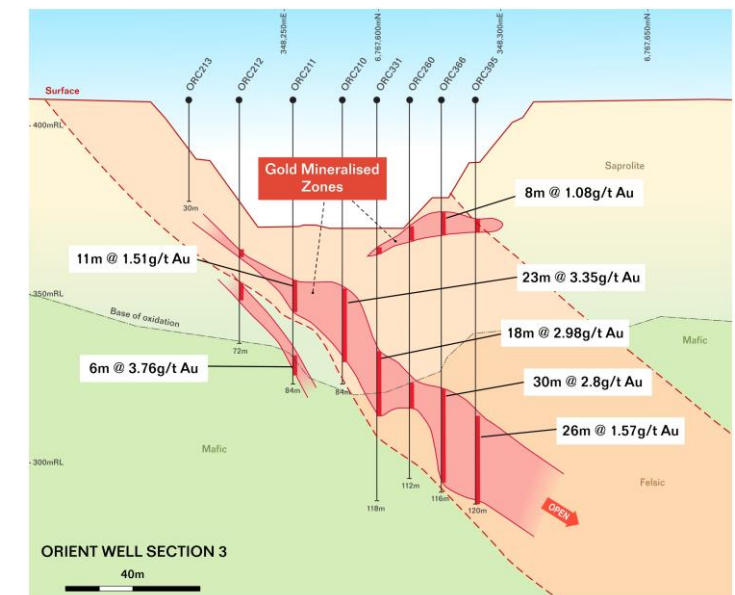 348,250mE
6,767,600mN
348,300mE
6,767,650mN
ORC213
ORC212
ORC211
ORC210
ORC331
ORC260
ORC366
ORC395
Surface
400mRL
Saprolite
Gold Mineralised
Zones
8m @ 1.08g/t Au
30m
11m @ 1.51g/t Au
23m @ 3.35g/t Au
350mRL
Base of oxidation
18m @ 2.98g/t Au
Mafic
72m
6m @ 3.76g/t Au
84m
84m
30m @ 2.8g/t Au
26m @ 1.57g/t Au
Mafic
300mRL
Felsic
112m
116m
118m
120m
OPEN
ORIENT WELL SECTION 3
40m